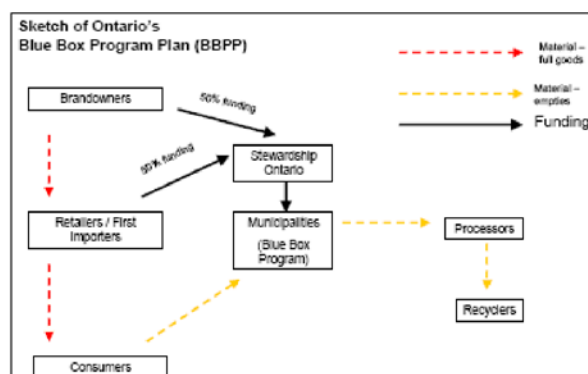 Sketch of Ontario's
Blue Box Program Plan (BBPP)
Material –
full goods
Material –
empties
Funding
Brandowners
50% funding
50% funding
Stewardship
Ontario
Retailers / First
Importers
Municipalities
(Blue Box
Program)
Processors
Recyclers
Consumers